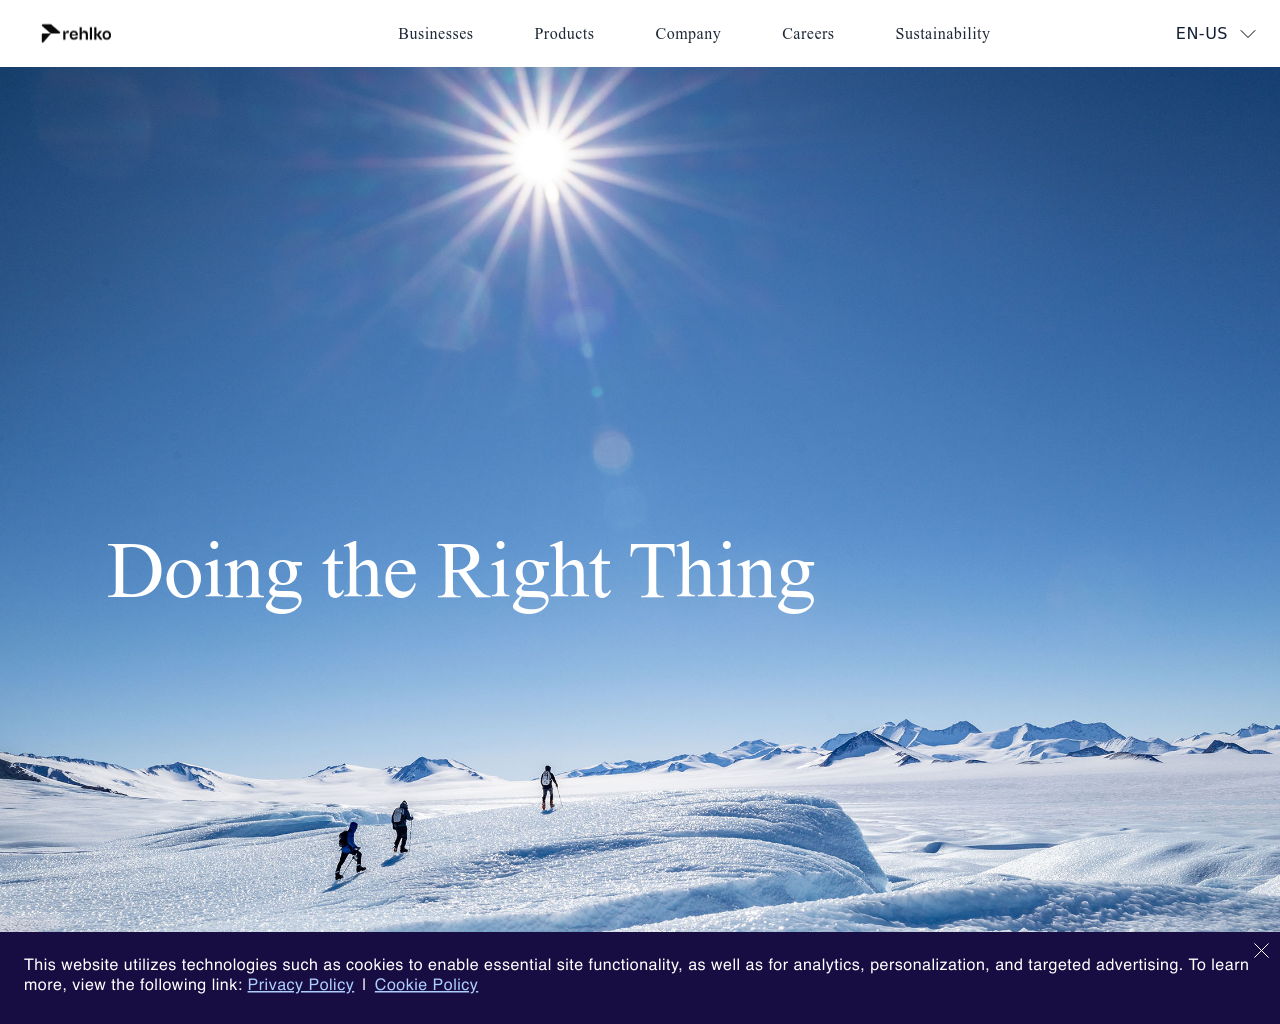 rehlko
Businesses
Products
Company
Careers
Sustainability
EN-US
Doing the Right Thing
This website utilizes technologies such as cookies to enable essential site functionality, as well as for analytics, personalization, and targeted advertising. To learn
more, view the following link: Privacy Policy | Cookie Policy